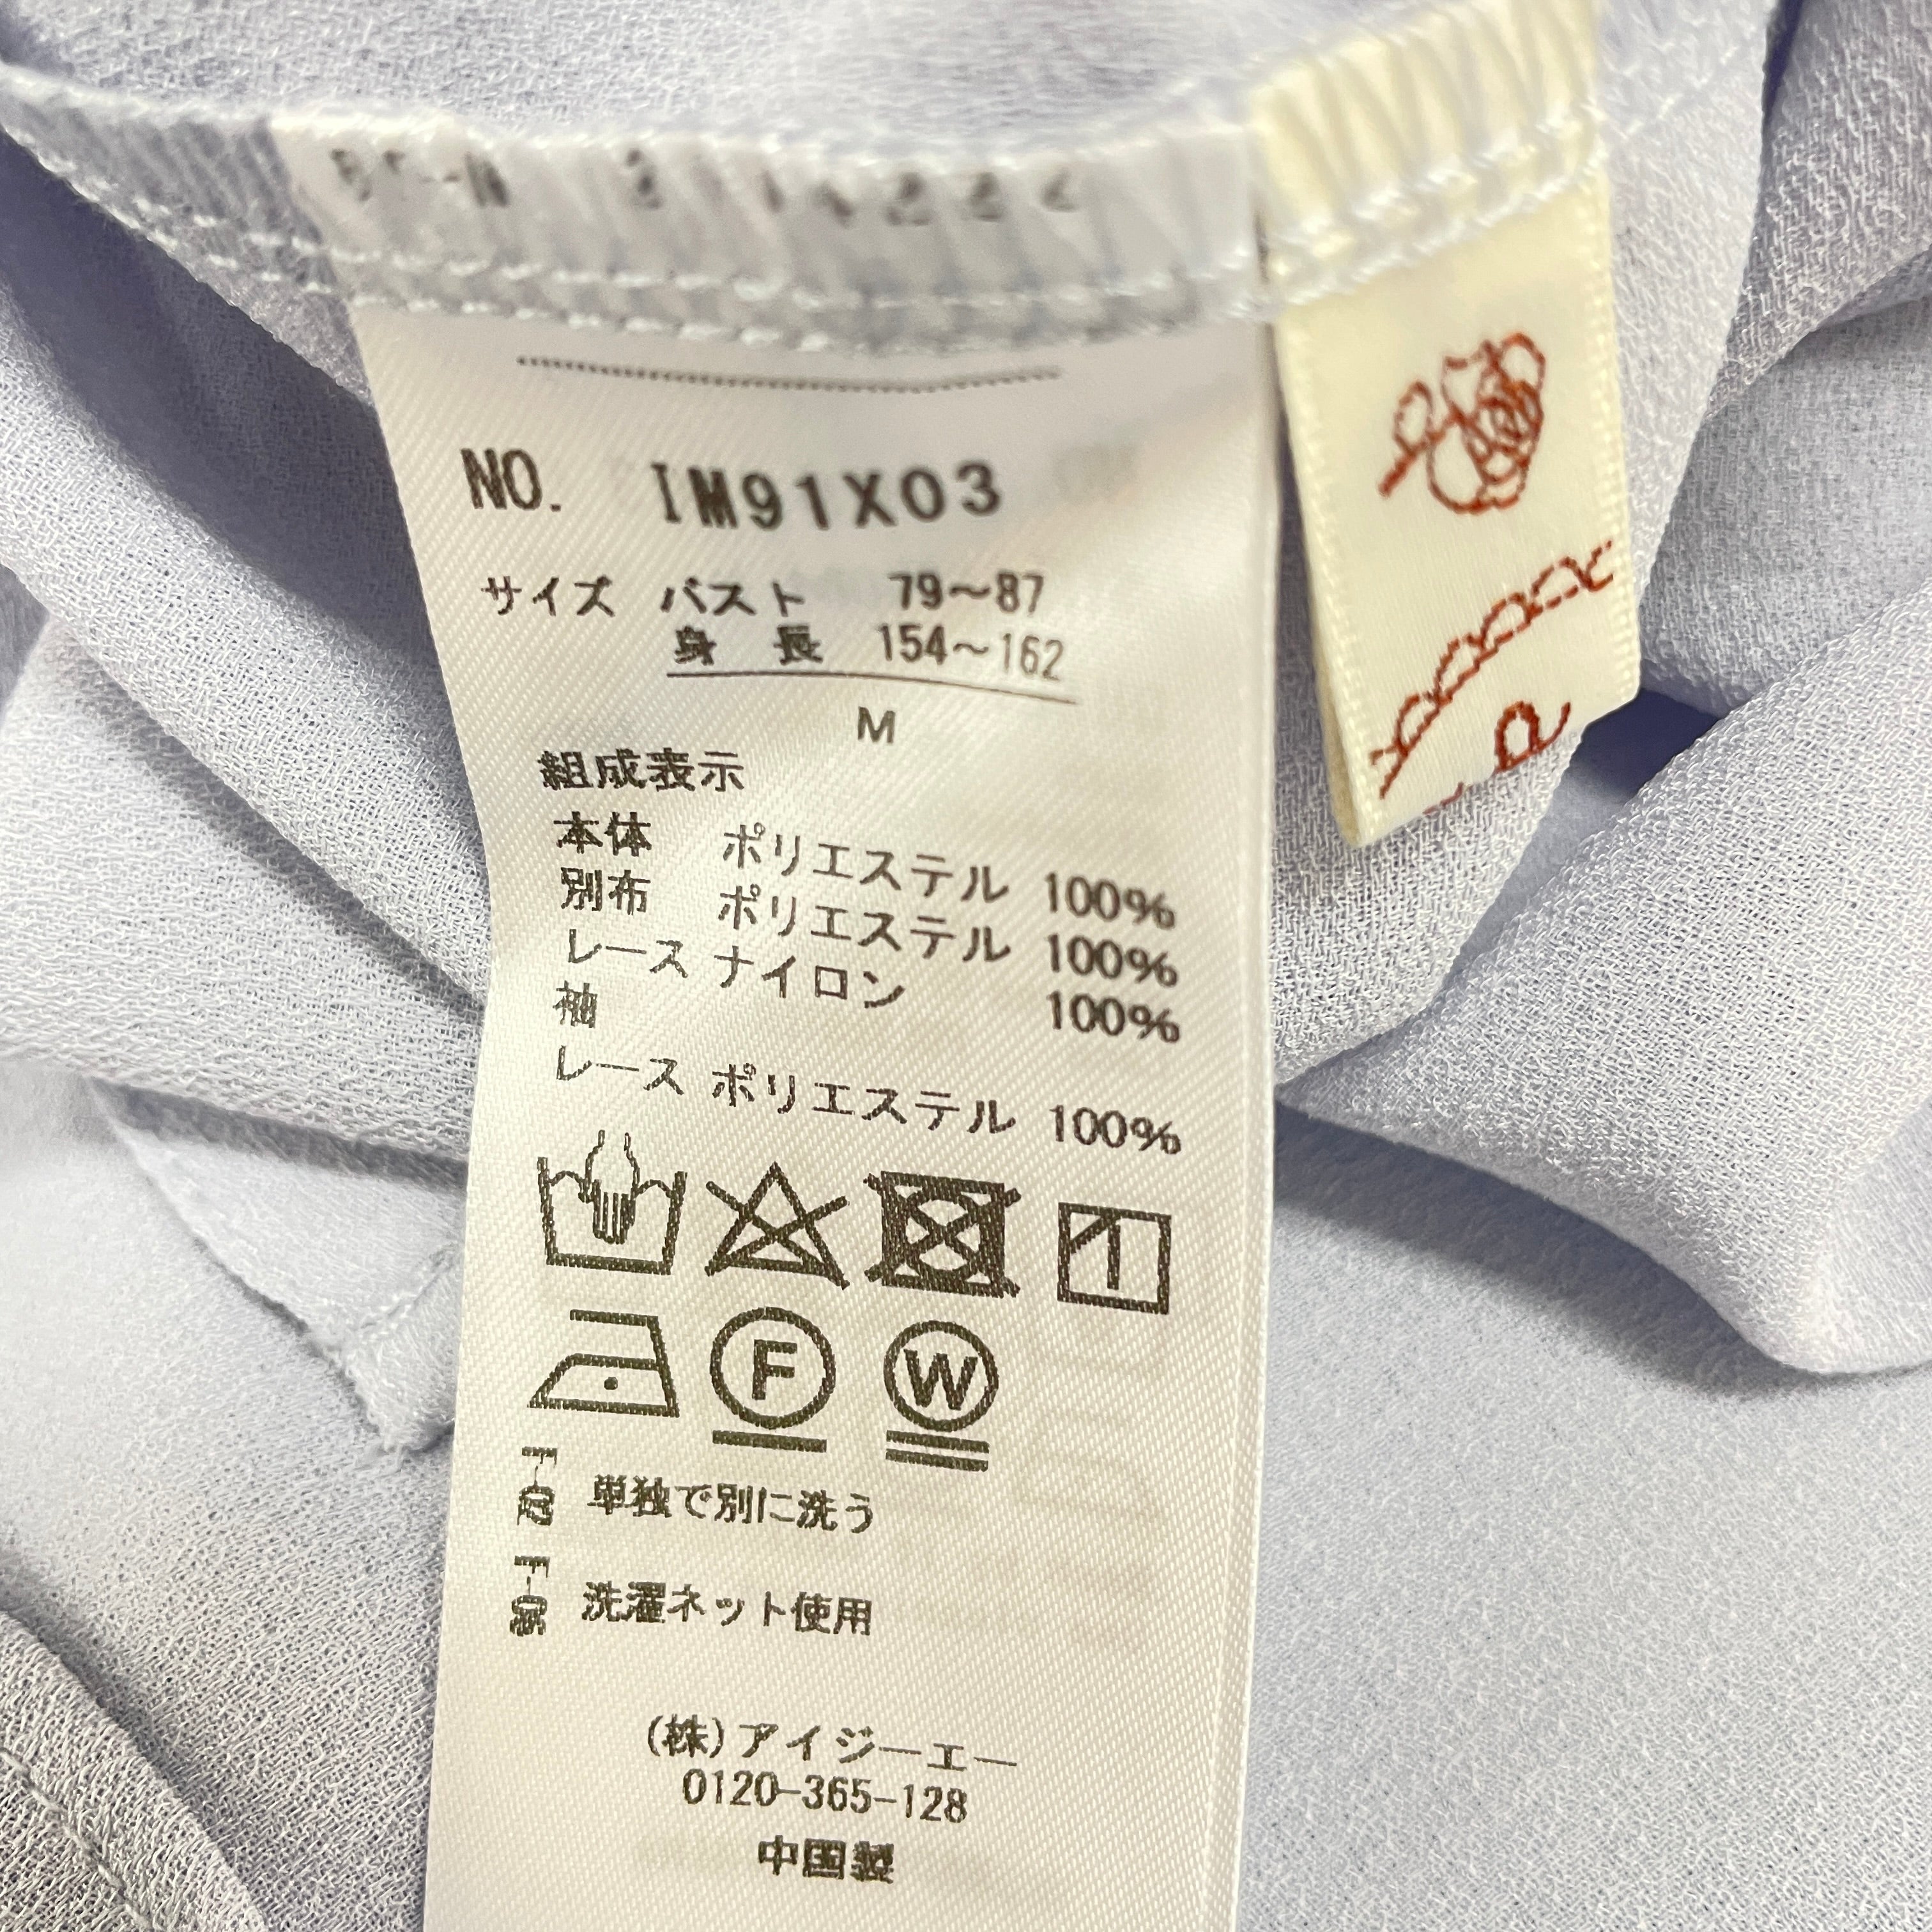 NO. IM91X03
サイズ バスト 79～87
身長 154～162
M
組成表示
本体 ポリエステル 100%
別布 ポリエステル 100%
レース ナイロン 100%
袖
レース ポリエステル 100%
F
W
単独で別に洗う
洗濯ネット使用
(株)アイジーエー
0120-365-128
中国製